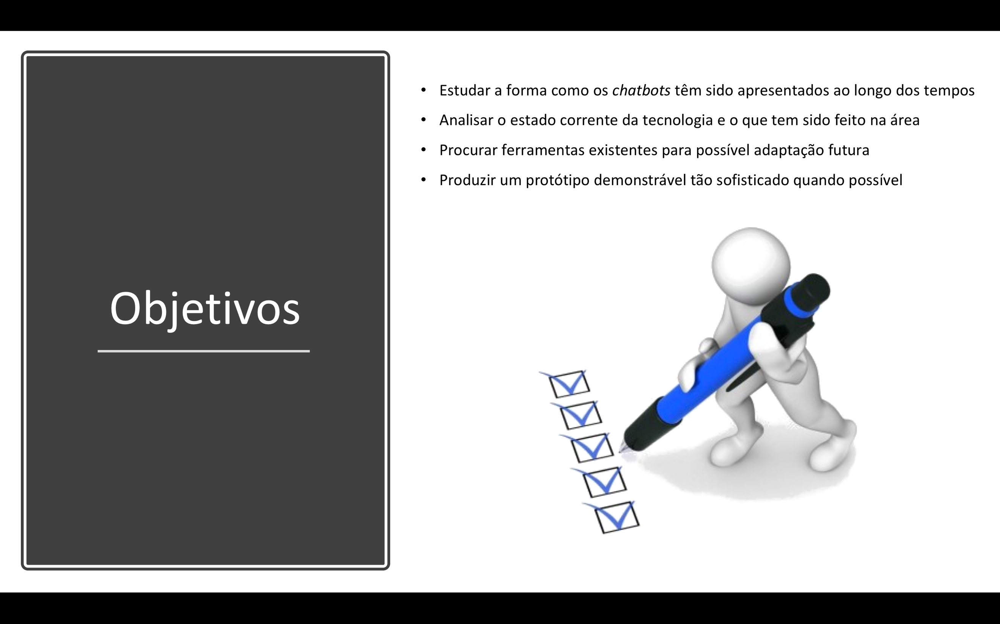 Objetivos
• Estudar a forma como os chatbots têm sido apresentados ao longo dos tempos
• Analisar o estado corrente da tecnologia e o que tem sido feito na área
• Procurar ferramentas existentes para possível adaptação futura
• Produzir um protótipo demonstrável tão sofisticado quando possível